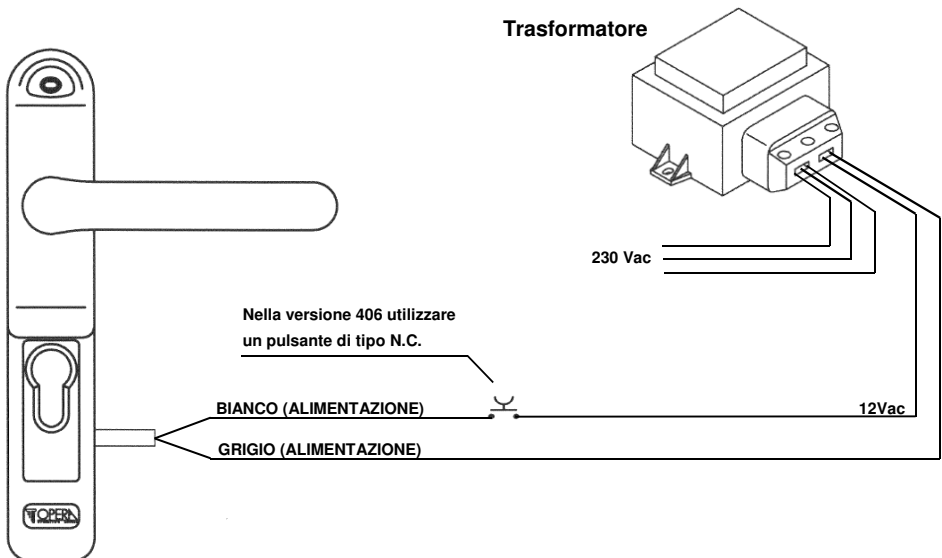 Trasformatore
230 Vac
Nella versione 406 utilizzare
un pulsante di tipo N.C.
BIANCO (ALIMENTAZIONE)
12Vac
GRIGIO (ALIMENTAZIONE)
OPERA